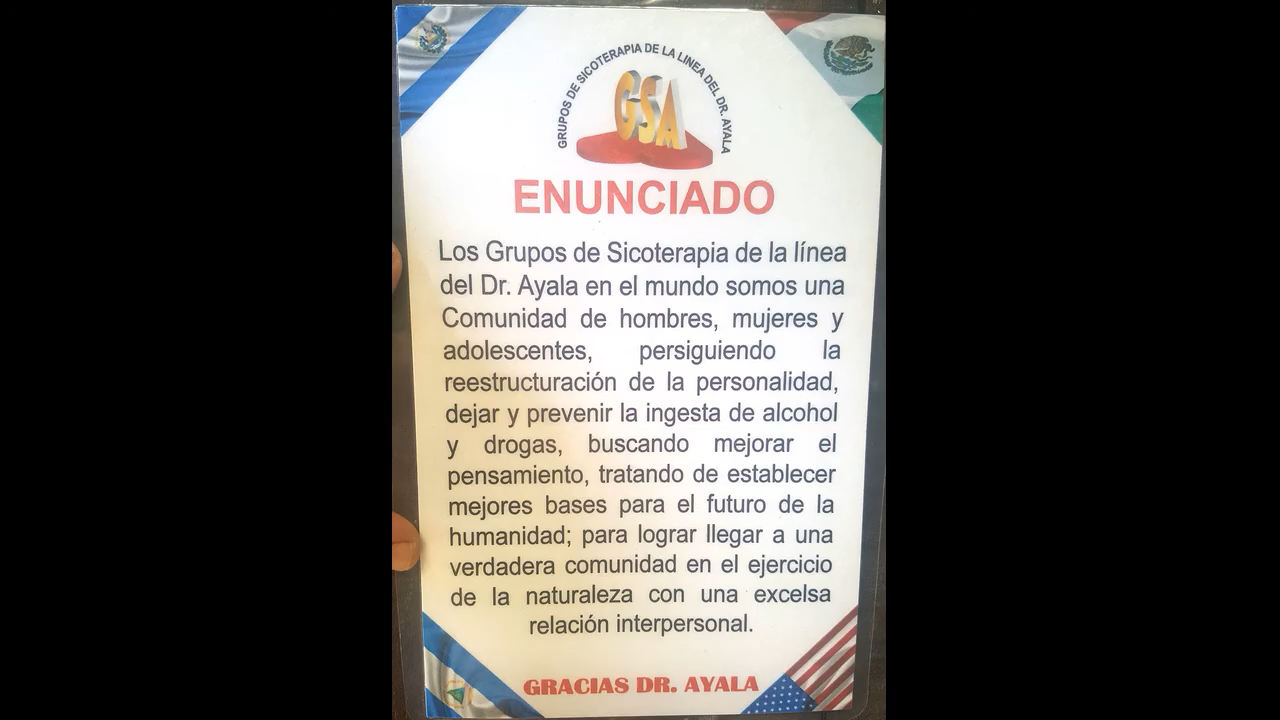 GRUPOS DE SICOTERAPIA DE LA LINEA DEL DR. AYALA
GSA
ENUNCIADO
Los Grupos de Sicoterapia de la línea
del Dr. Ayala en el mundo somos una
Comunidad de hombres, mujeres y
adolescentes, persiguiendo la
reestructuración de la personalidad,
dejar y prevenir la ingesta de alcohol
y drogas, buscando mejorar el
pensamiento, tratando de establecer
mejores bases para el futuro de la
humanidad; para lograr llegar a una
verdadera comunidad en el ejercicio
de la naturaleza con una excelsa
relación interpersonal.
GRACIAS DR. AYALA